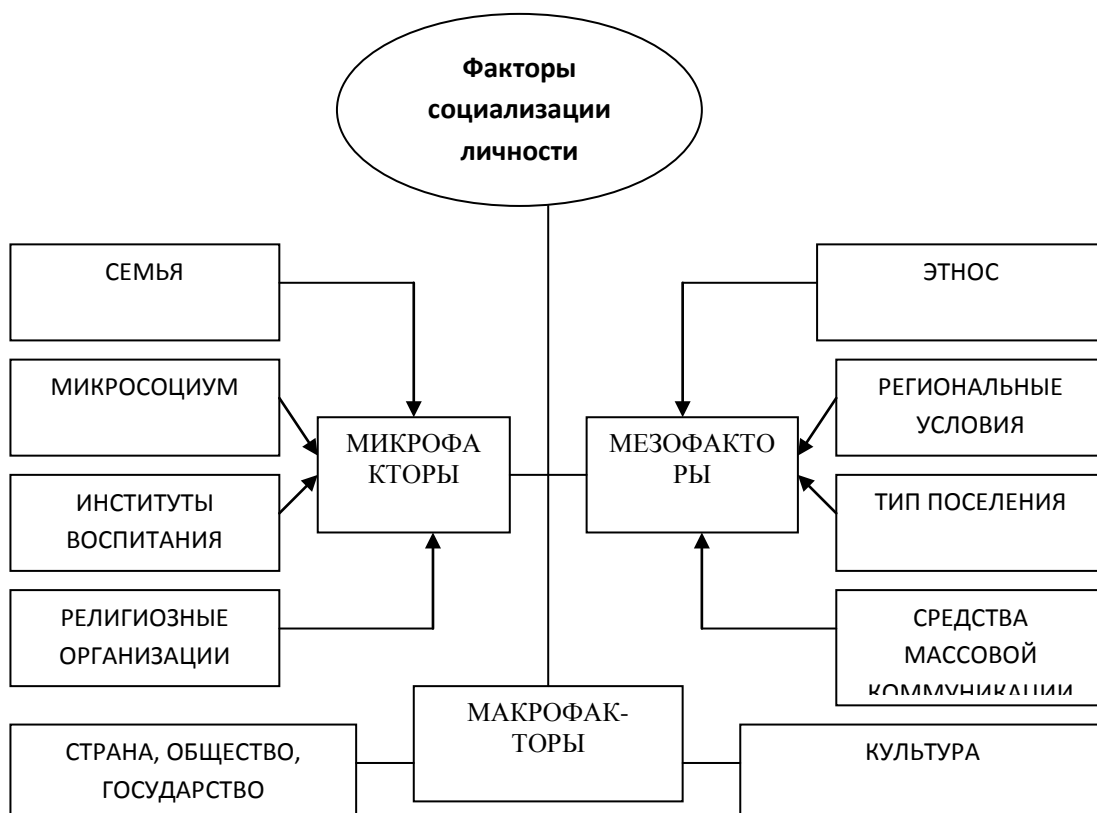 Факторы
социализации
личности
СЕМЬЯ
ЭТНОС
МИКРОСОЦИУМ
РЕГИОНАЛЬНЫЕ
УСЛОВИЯ
МИКРОФА
КТОРЫ
МЕЗОФАКТО
РЫ
ИНСТИТУТЫ
ВОСПИТАНИЯ
ТИП ПОСЕЛЕНИЯ
РЕЛИГИОЗНЫЕ
ОРГАНИЗАЦИИ
СРЕДСТВА
МАССОВОЙ
КОММУНИКАЦИИ
МАКРОФАК-
ТОРЫ
СТРАНА, ОБЩЕСТВО,
ГОСУДАРСТВО
КУЛЬТУРА